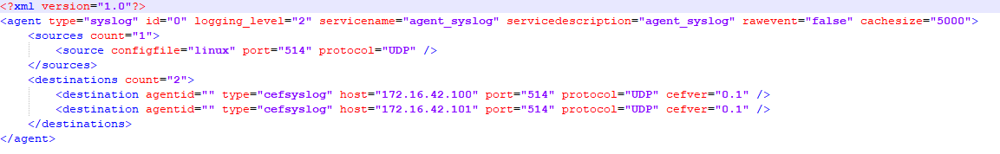 <?xml version="1.0"?>
<agent type="syslog" id="0" logging_level="2" servicename="agent_syslog" servicedescription="agent_syslog" rawevent="false" cachesize="5000">
    <sources count="1">
        <source configfile="linux" port="514" protocol="UDP" />
    </sources>
    <destinations count="2">
        <destination agentid="" type="cefsyslog" host="172.16.42.100" port="514" protocol="UDP" cefver="0.1" />
        <destination agentid="" type="cefsyslog" host="172.16.42.101" port="514" protocol="UDP" cefver="0.1" />
    </destinations>
</agent>